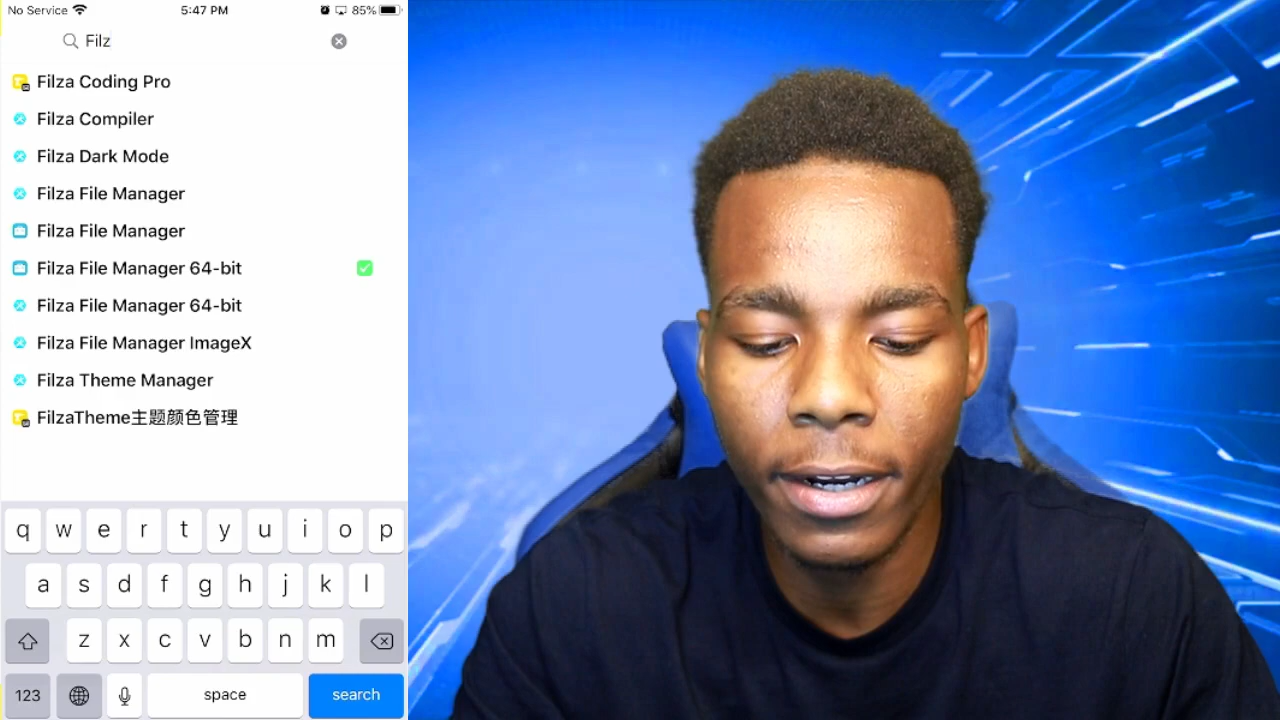 No Service 5:47 PM 85%
Filz
Filza Coding Pro
Filza Compiler
Filza Dark Mode
Filza File Manager
Filza File Manager
Filza File Manager 64-bit
Filza File Manager 64-bit
Filza File Manager ImageX
Filza Theme Manager
FilzaTheme主题颜色管理
q w e r t y u i o p
a s d f g h j k l
z x c v b n m
123 space search